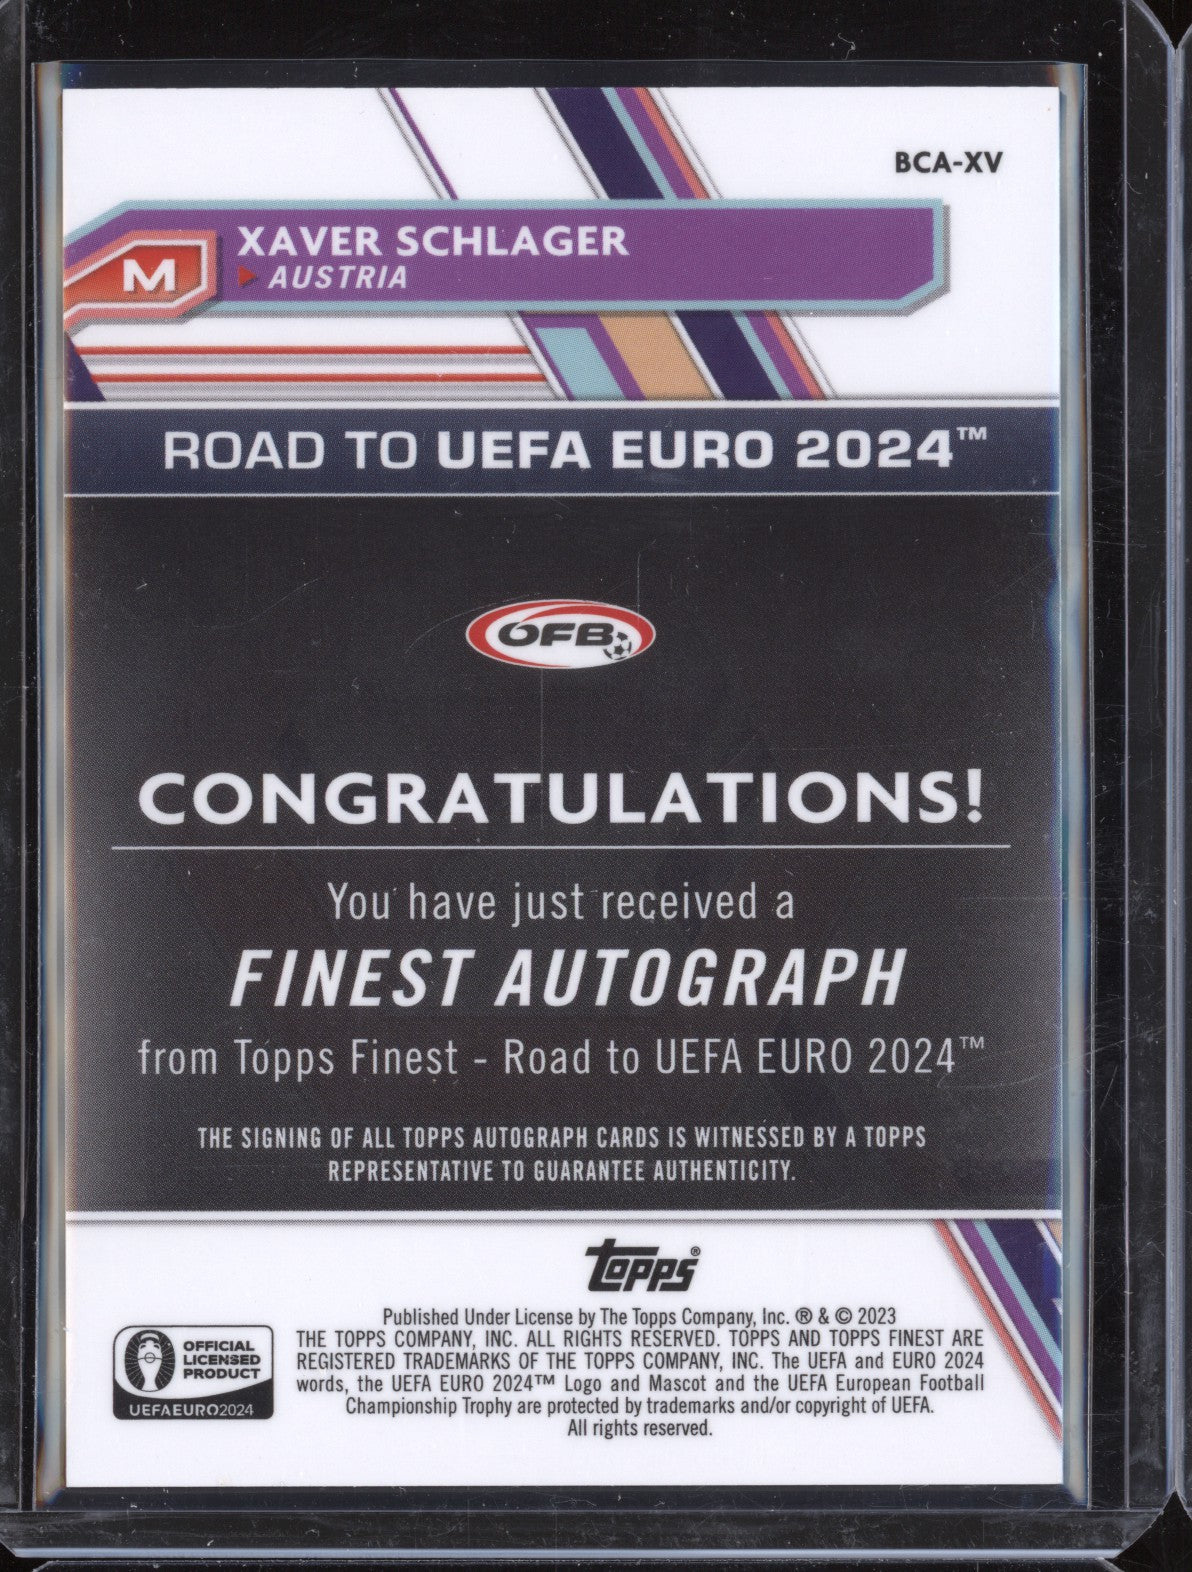 BCA-XV
XAVER SCHLAGER
M
AUSTRIA
ROAD TO UEFA EURO 2024™
ÖFB
CONGRATULATIONS!
You have just received a
FINEST AUTOGRAPH
from Topps Finest - Road to UEFA EURO 2024™
THE SIGNING OF ALL TOPPS AUTOGRAPH CARDS IS WITNESSED BY A TOPPS
REPRESENTATIVE TO GUARANTEE AUTHENTICITY.
topps®
Published Under License by The Topps Company, Inc. ® & © 2023
THE TOPPS COMPANY, INC. ALL RIGHTS RESERVED. TOPPS AND TOPPS FINEST ARE
REGISTERED TRADEMARKS OF THE TOPPS COMPANY, INC. The UEFA and EURO 2024
words, the UEFA EURO 2024™ Logo and Mascot and the UEFA European Football
Championship Trophy are protected by trademarks and/or copyright of UEFA.
All rights reserved.
OFFICIAL
LICENSED
PRODUCT
UEFAEURO2024